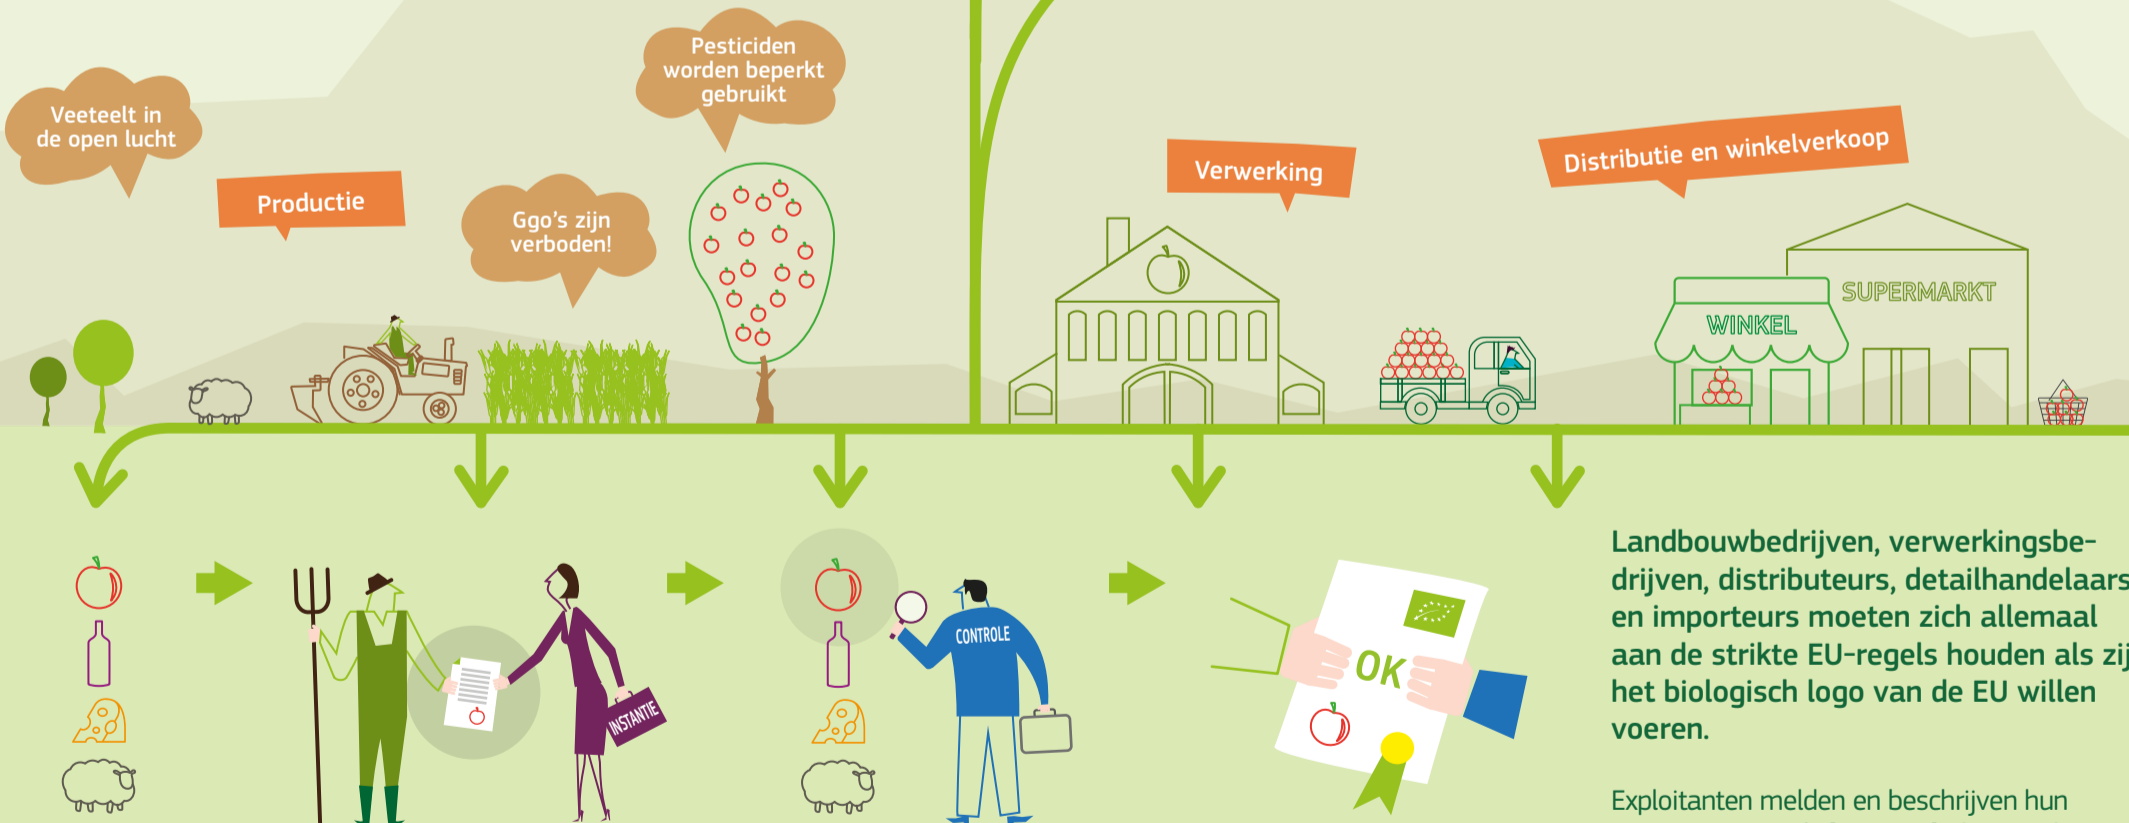 Veeteelt in
de open lucht
Productie
Ggo's zijn
verboden!
Pesticiden
worden beperkt
gebruikt
Verwerking
Distributie en winkelverkoop
WINKEL
SUPERMARKT
INSTANTIE
CONTROLE
OK
Landbouwbedrijven, verwerkingsbe-
drijven, distributeurs, detailhandelaars
en importeurs moeten zich allemaal
aan de strikte EU-regels houden als zij
het biologisch logo van de EU willen
voeren.
Exploitanten melden en beschrijven hun